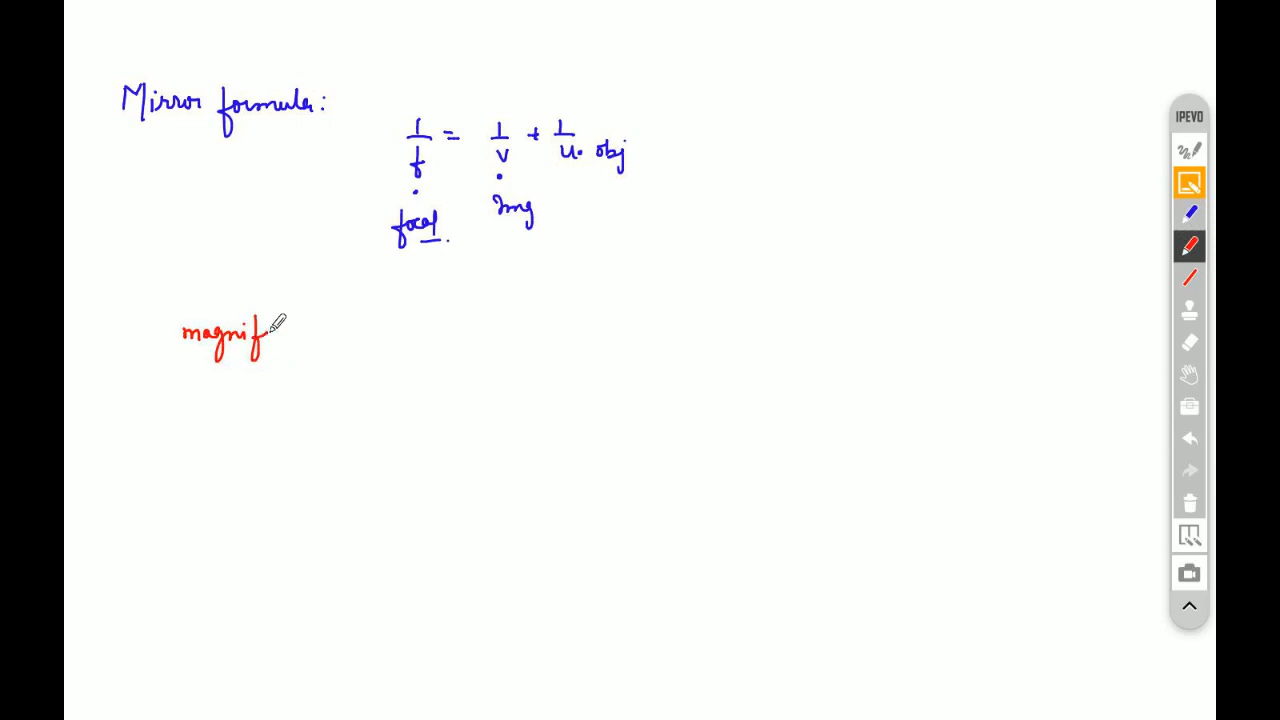 Mirror formula:
1/f = 1/v + 1/u. obj
focal.
Img
magnif
IPEVO